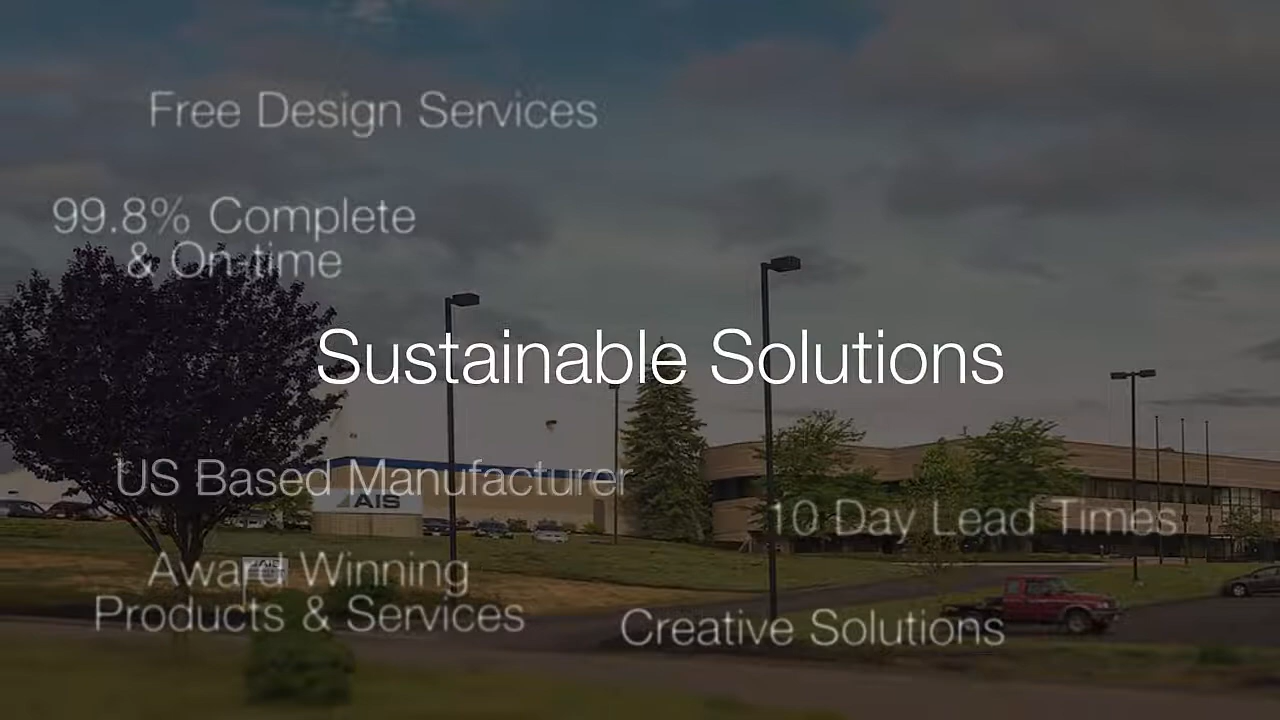 Free Design Services
99.8% Complete
& On-time
Sustainable Solutions
US Based Manufacturer
AIS
10 Day Lead Times
AIS
Award Winning
Products & Services
Creative Solutions